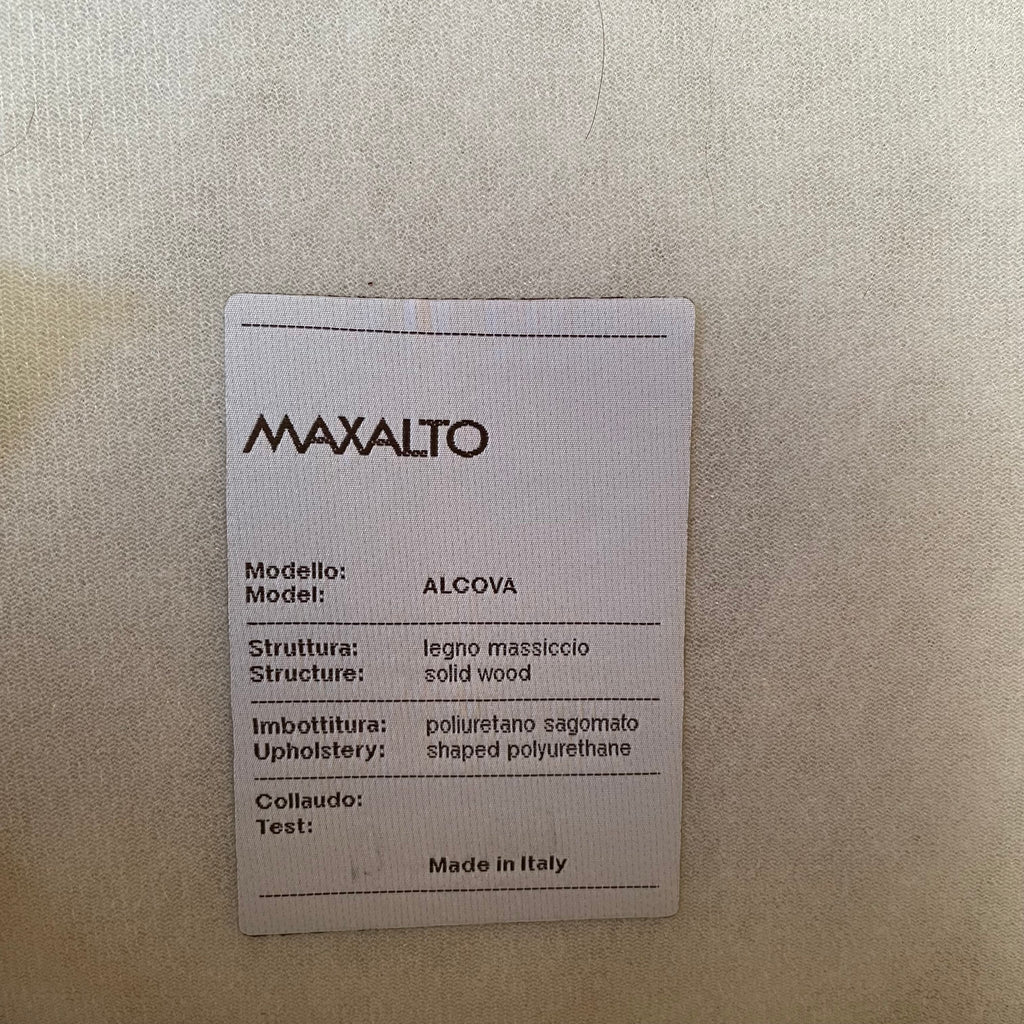 MAXALTO
Modello:
Model: ALCOVA
Struttura: legno massiccio
Structure: solid wood
Imbottitura: poliuretano sagomato
Upholstery: shaped polyurethane
Collaudo:
Test:
Made in Italy